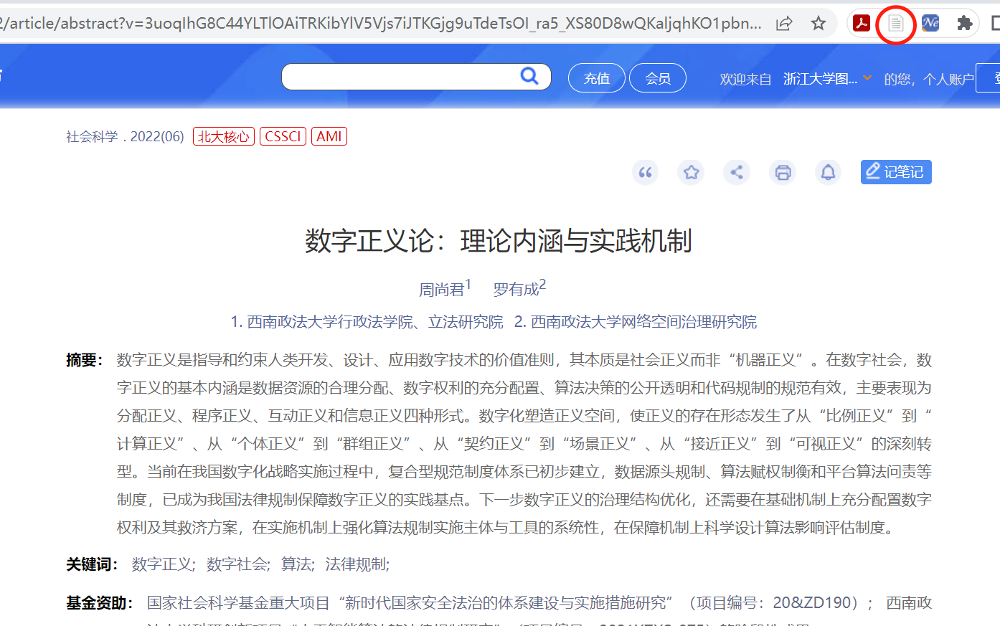 2/article/abstract?v=3uoqIhG8C44YLTlOAiTRKibYlV5Vjs7iJTKGjg9uTdeTsOI_ra5_XS80D8wQKaljqhKO1pbn...
充值 会员 欢迎来自 浙江大学图... 的您，个人账户
社会科学 . 2022(06) 北大核心 CSSCI AMI
记笔记
数字正义论：理论内涵与实践机制
周尚君1 罗有成2
1. 西南政法大学行政法学院、立法研究院 2. 西南政法大学网络空间治理研究院
摘要： 数字正义是指导和约束人类开发、设计、应用数字技术的价值准则，其本质是社会正义而非“机器正义”。在数字社会，数
字正义的基本内涵是数据资源的合理分配、数字权利的充分配置、算法决策的公开透明和代码规制的规范有效，主要表现为
分配正义、程序正义、互动正义和信息正义四种形式。数字化塑造正义空间，使正义的存在形态发生了从“比例正义”到“
计算正义”、从“个体正义”到“群组正义”、从“契约正义”到“场景正义”、从“接近正义”到“可视正义”的深刻转
型。当前在我国数字化战略实施过程中，复合型规范制度体系已初步建立，数据源头规制、算法赋权制衡和平台算法问责等
制度，已成为我国法律规制保障数字正义的实践基点。下一步数字正义的治理结构优化，还需要在基础机制上充分配置数字
权利及其救济方案，在实施机制上强化算法规制实施主体与工具的系统性，在保障机制上科学设计算法影响评估制度。
关键词： 数字正义; 数字社会; 算法; 法律规制;
基金资助： 国家社会科学基金重大项目“新时代国家安全法治的体系建设与实施措施研究”（项目编号：20&ZD190）； 西南政